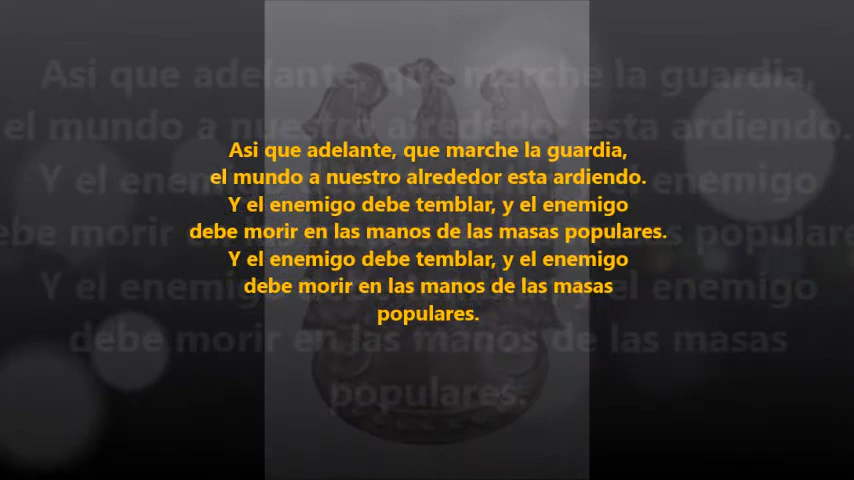 Asi que adelante, que marche la guardia,
el mundo a nuestro alrededor esta ardiendo.
Y el enemigo debe temblar, y el enemigo
debe morir en las manos de las masas populares.
Y el enemigo debe temblar, y el enemigo
debe morir en las manos de las masas
populares.